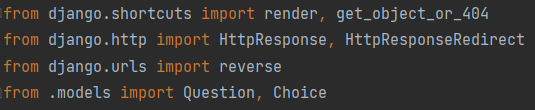 from django.shortcuts import render, get_object_or_404
from django.http import HttpResponse, HttpResponseRedirect
from django.urls import reverse
from .models import Question, Choice